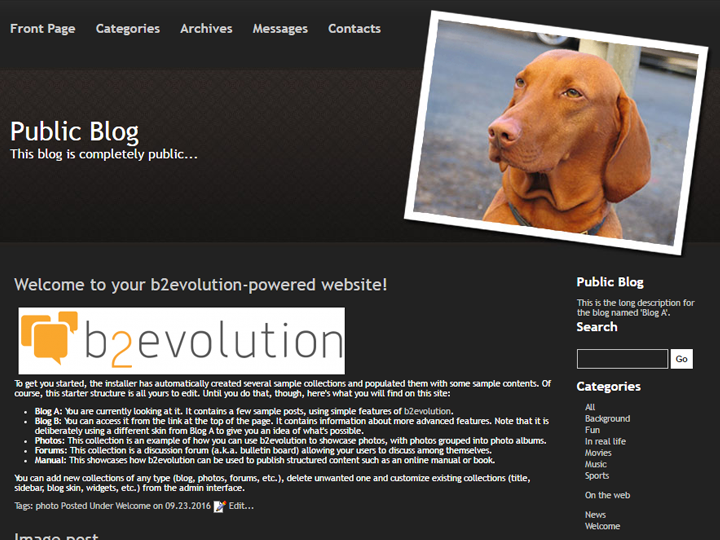 Front Page Categories Archives Messages Contacts
Public Blog
This blog is completely public...
Welcome to your b2evolution-powered website!
b2evolution
To get you started, the installer has automatically created several sample collections and populated them with some sample contents. Of
course, this starter structure is all yours to edit. Until you do that, though, here's what you will find on this site:
• Blog A: You are currently looking at it. It contains a few sample posts, using simple features of b2evolution.
• Blog B: You can access it from the link at the top of the page. It contains information about more advanced features. Note that it is
deliberately using a different skin from Blog A to give you an idea of what's possible.
• Photos: This collection is an example of how you can use b2evolution to showcase photos, with photos grouped into photo albums.
• Forums: This collection is a discussion forum (a.k.a. bulletin board) allowing your users to discuss among themselves.
• Manual: This showcases how b2evolution can be used to publish structured content such as an online manual or book.
You can add new collections of any type (blog, photos, forums, etc.), delete unwanted one and customize existing collections (title,
sidebar, blog skin, widgets, etc.) from the admin interface.
Tags: photo Posted Under Welcome on 09.23.2016 Edit...
Image post
Public Blog
This is the long description for
the blog named 'Blog A'.
Search
Go
Categories
All
Background
Fun
In real life
Movies
Music
Sports
On the web
News
Welcome